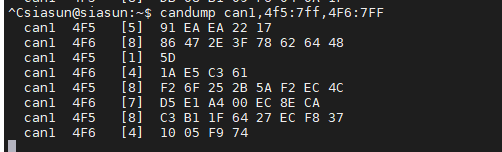 ^Csiasun@siasun:~$ candump can1,4f5:7ff,4F6:7FF
can1 4F5 [5] 91 EA EA 22 17
can1 4F6 [8] 86 47 2E 3F 78 62 64 48
can1 4F5 [1] 5D
can1 4F6 [4] 1A E5 C3 61
can1 4F5 [8] F2 6F 25 2B 5A F2 EC 4C
can1 4F6 [7] D5 E1 A4 00 EC 8E CA
can1 4F5 [8] C3 B1 1F 64 27 EC F8 37
can1 4F6 [4] 10 05 F9 74